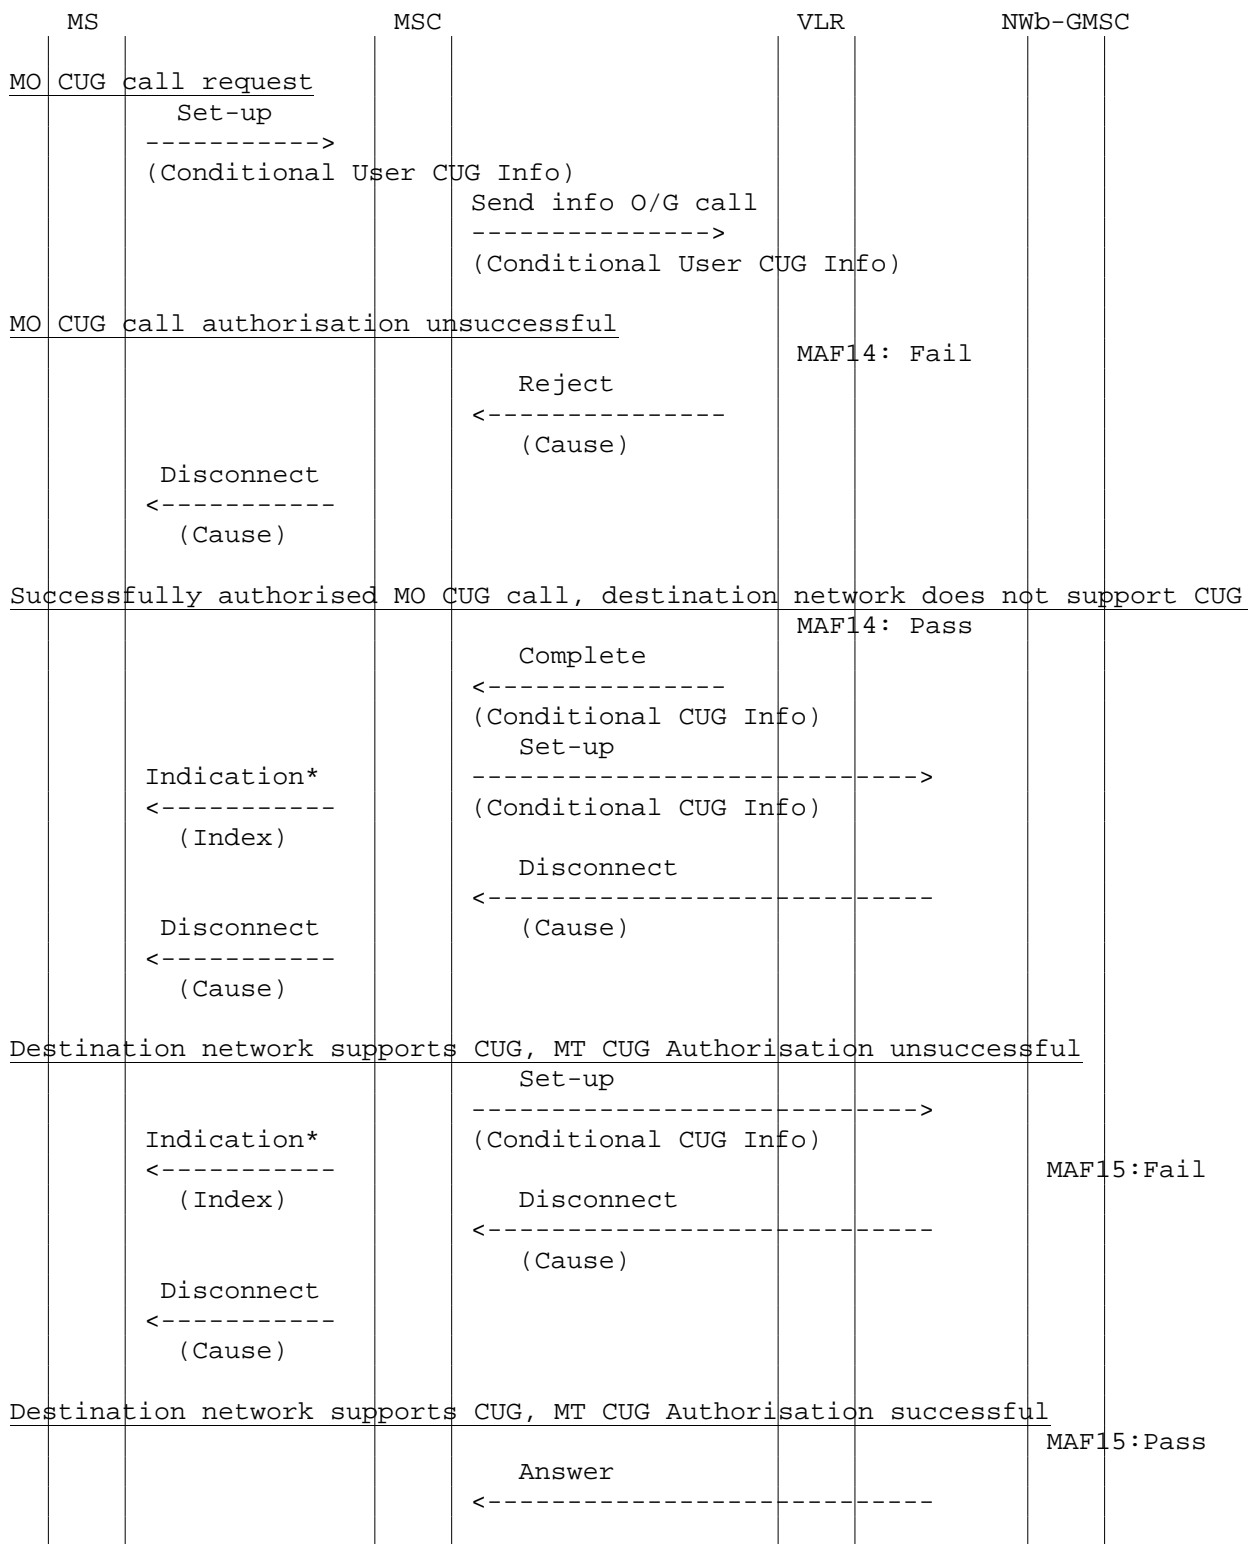 MS MSC VLR NWb-GMSC
MO CUG call request
Set-up
----------->
(Conditional User CUG Info)
Send info O/G call
--------------->
(Conditional User CUG Info)
MO CUG call authorisation unsuccessful
MAF14: Fail
Reject
<---------------
(Cause)
Disconnect
<-----------
(Cause)
Successfully authorised MO CUG call, destination network does not support CUG
MAF14: Pass
Complete
<---------------
(Conditional CUG Info)
Set-up
Indication* ---------------------------->
<----------- (Conditional CUG Info)
(Index)
Disconnect
<----------------------------
Disconnect (Cause)
<-----------
(Cause)
Destination network supports CUG, MT CUG Authorisation unsuccessful
Set-up
---------------------------->
Indication* (Conditional CUG Info)
<----------- MAF15:Fail
(Index) Disconnect
<----------------------------
(Cause)
Disconnect
<-----------
(Cause)
Destination network supports CUG, MT CUG Authorisation successful
MAF15:Pass
Answer
<----------------------------